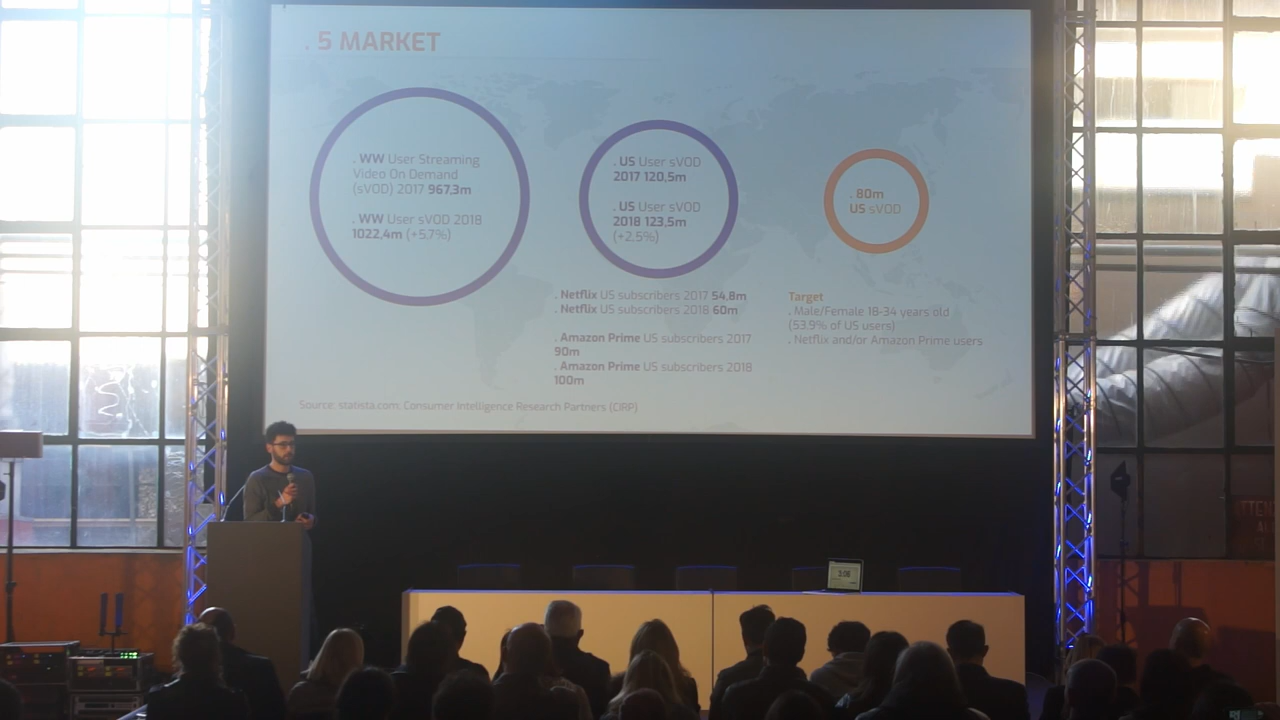 . 5 MARKET
. WW User Streaming
Video On Demand
(sVOD) 2017 967,3m
. WW User sVOD 2018
1022,4m (+5,7%)
. US User sVOD
2017 120,5m
. US User sVOD
2018 123,5m
(+2,5%)
. 80m
US sVOD
. Netflix US subscribers 2017 54,8m
. Netflix US subscribers 2018 60m
. Amazon Prime US subscribers 2017
90m
. Amazon Prime US subscribers 2018
100m
Target
. Male/Female 18-34 years old
(53.9% of US users)
. Netflix and/or Amazon Prime users
Source: statista.com; Consumer Intelligence Research Partners (CIRP)